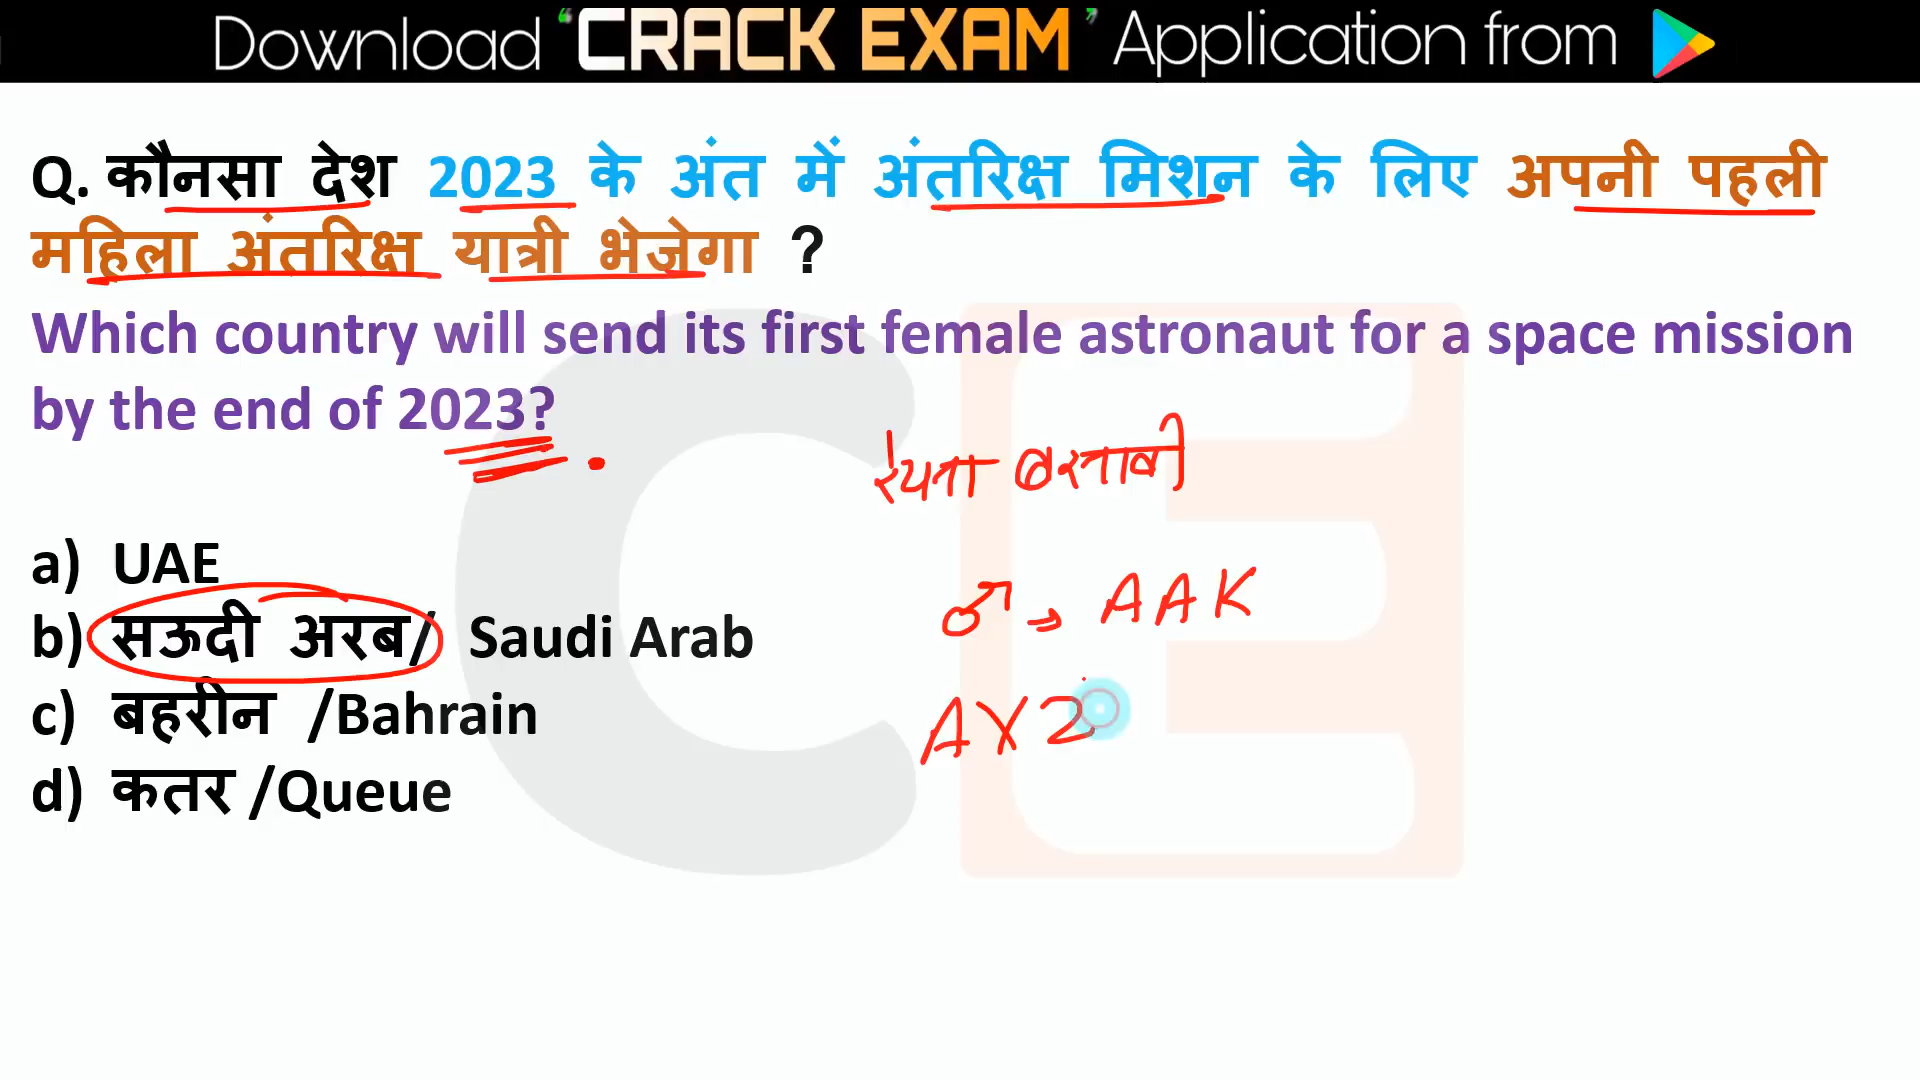 Download "CRACK EXAM" Application from
Q. कौनसा देश 2023 के अंत में अंतरिक्ष मिशन के लिए अपनी पहली
महिला अंतरिक्ष यात्री भेजेगा ?
Which country will send its first female astronaut for a space mission
by the end of 2023?
रयना बरनावी
a) UAE
b) सऊदी अरब/ Saudi Arab
♂ → AAK
c) बहरीन /Bahrain
AX2
d) कतर /Queue
CE